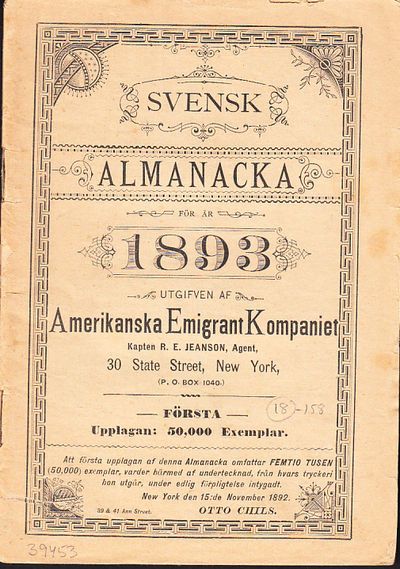 SVENSK
ALMANACKA
FÖR ÅR
1893
UTGIFVEN AF
Amerikanska Emigrant Kompaniet
Kapten R. E. JEANSON, Agent,
30 State Street, New York,
(P. O. BOX 1040.)
— FÖRSTA —
Upplagan: 50,000 Exemplar.
(18)-158
Att första upplagan af denna Almanacka omfattar FEMTIO TUSEN
(50,000) exemplar, varder härmed af undertecknad, från hvars tryckeri
hon utgår, under edlig förpligtelse intygadt.
New York den 15:de November 1892.
39 & 41 Ann Street.
OTTO CHILS.
39453